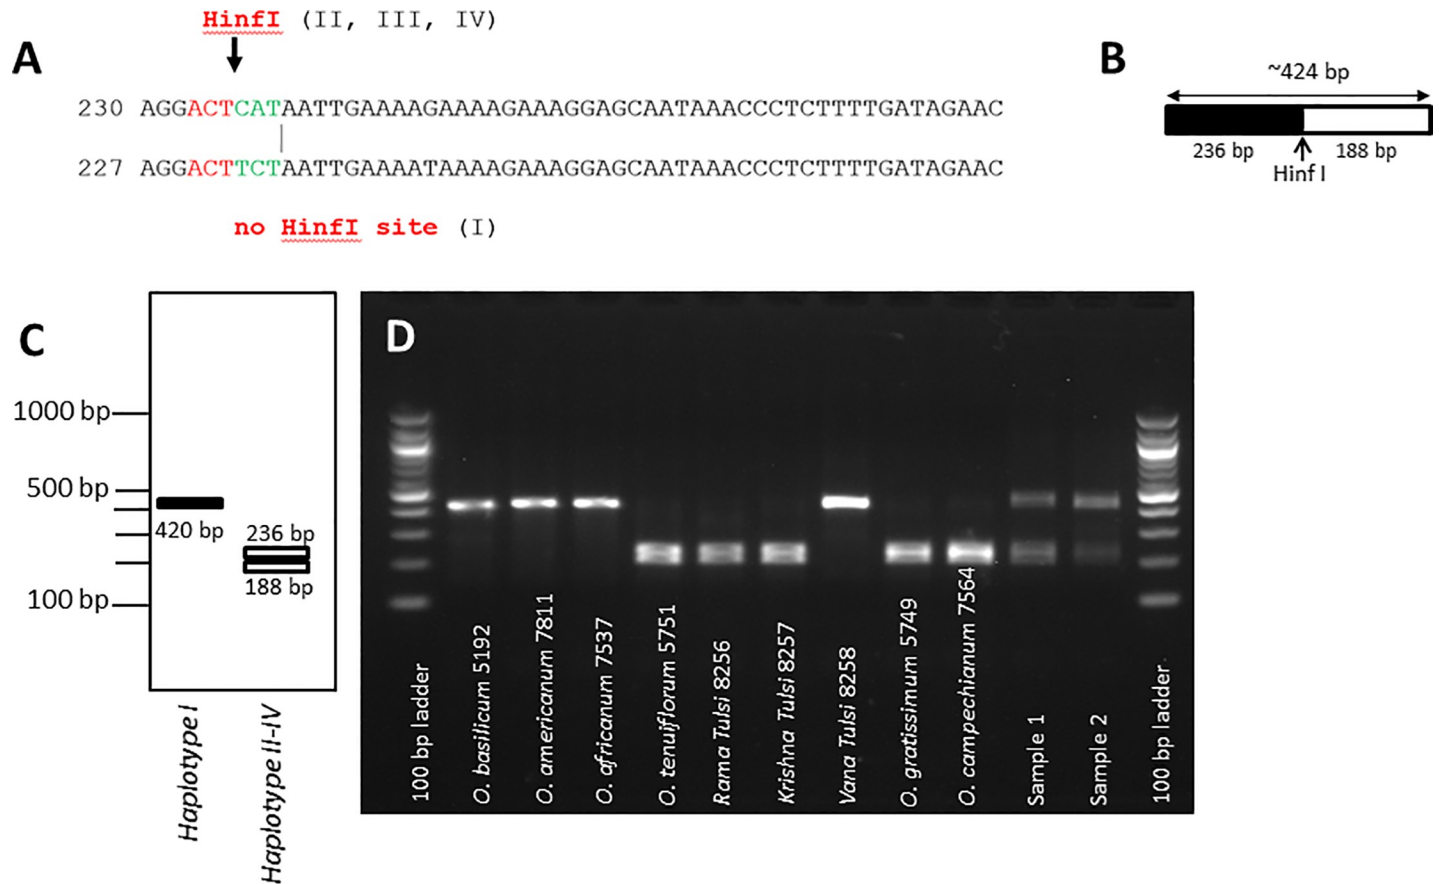 A
HinfI (II, III, IV)
230 AGGACTCATAATTGAAAAGAAAAGAAAGGAGCAATAAACCCTCTTTTGATAGAAC
227 AGGACTTCTAATTGAAAATAAAAGAAAGGAGCAATAAACCCTCTTTTGATAGAAC
no HinfI site (I)
B
~424 bp
236 bp
188 bp
Hinf I
C
1000 bp
500 bp
420 bp
236 bp
188 bp
100 bp
Haplotype I
Haplotype II-IV
D
100 bp ladder
O. basilicum 5192
O. americanum 7811
O. africanum 7537
O. tenuiflorum 5751
Rama Tulsi 8256
Krishna Tulsi 8257
Vana Tulsi 8258
O. gratissimum 5749
O. campechianum 7564
Sample 1
Sample 2
100 bp ladder